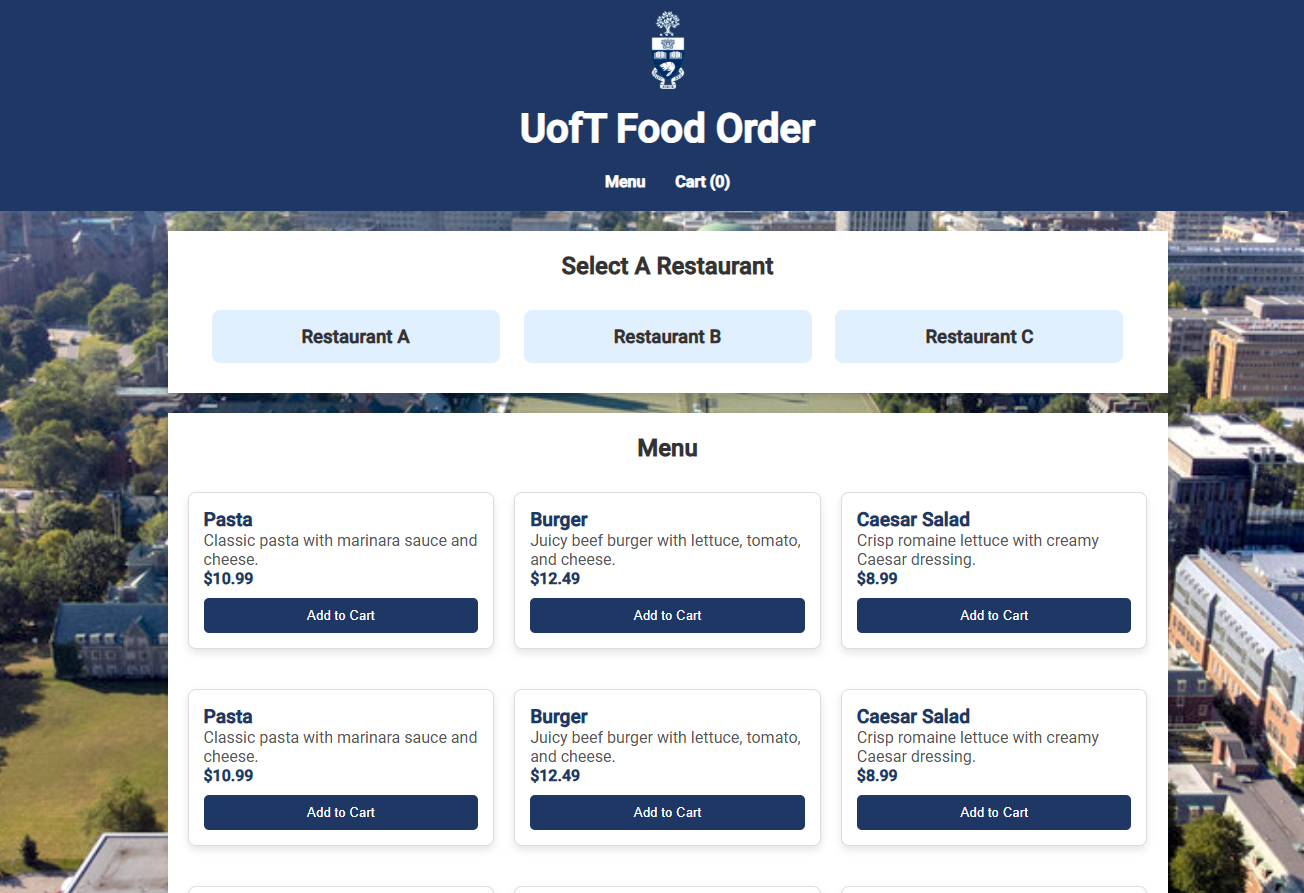 UofT Food Order
Menu Cart (0)
Select A Restaurant
Restaurant A Restaurant B Restaurant C
Menu
Pasta
Classic pasta with marinara sauce and
cheese.
$10.99
Add to Cart
Burger
Juicy beef burger with lettuce, tomato,
and cheese.
$12.49
Add to Cart
Caesar Salad
Crisp romaine lettuce with creamy
Caesar dressing.
$8.99
Add to Cart
Pasta
Classic pasta with marinara sauce and
cheese.
$10.99
Add to Cart
Burger
Juicy beef burger with lettuce, tomato,
and cheese.
$12.49
Add to Cart
Caesar Salad
Crisp romaine lettuce with creamy
Caesar dressing.
$8.99
Add to Cart